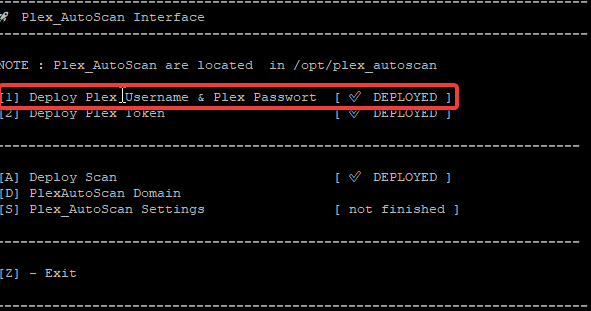 🚀 Plex_AutoScan Interface
NOTE : Plex_AutoScan are located in /opt/plex_autoscan
[1] Deploy Plex Username & Plex Passwort [ ✅ DEPLOYED ]
[2] Deploy Plex Token [ ✅ DEPLOYED ]
[A] Deploy Scan [ ✅ DEPLOYED ]
[D] PlexAutoScan Domain
[S] Plex_AutoScan Settings [ not finished ]
[Z] - Exit